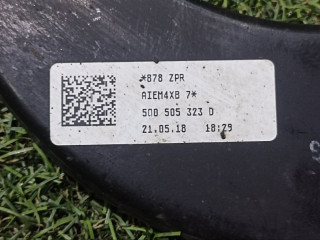 *878 ZPR
AIEM4XB 7*
5Q0 505 323 D
21.05.18 18:29